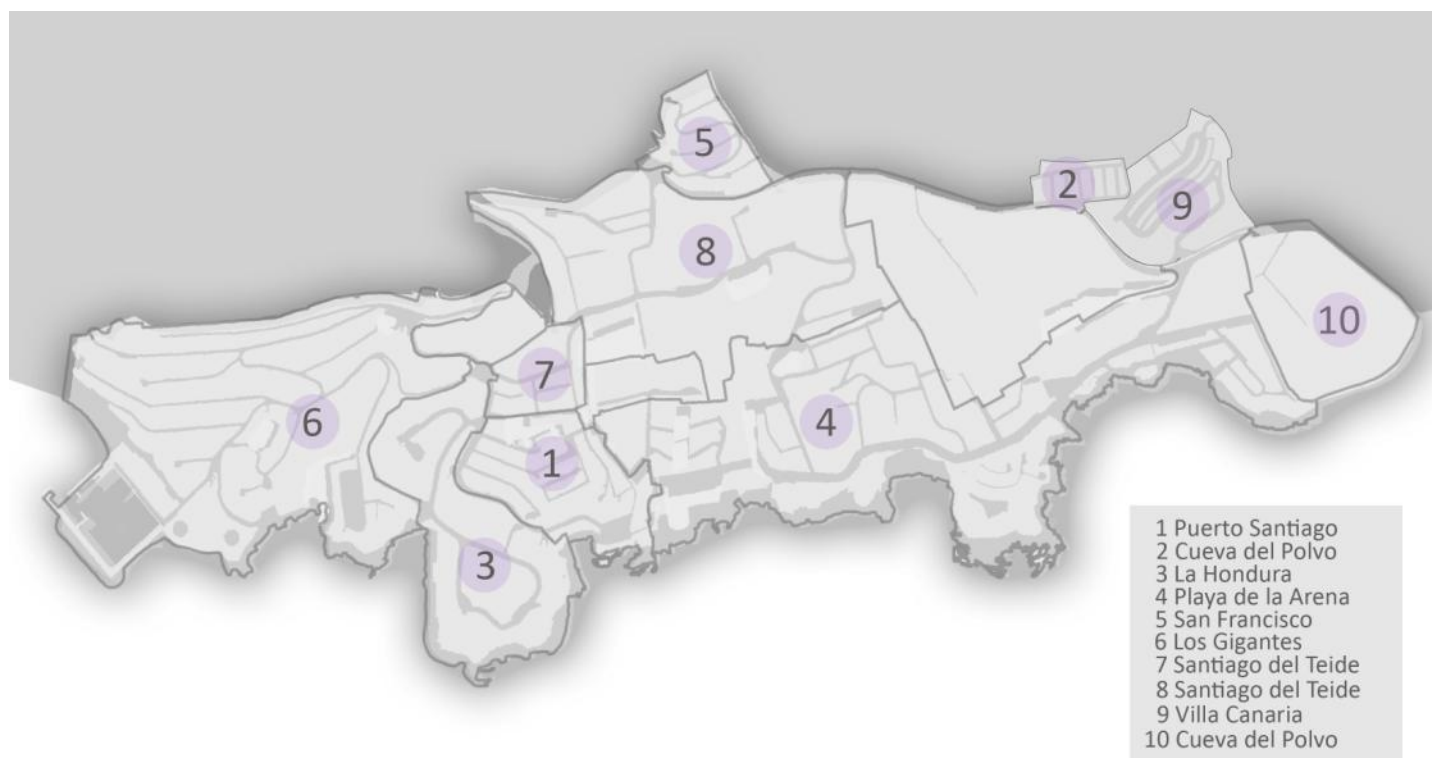 5
2
9
8
10
7
6
4
1
3
1 Puerto Santiago
2 Cueva del Polvo
3 La Hondura
4 Playa de la Arena
5 San Francisco
6 Los Gigantes
7 Santiago del Teide
8 Santiago del Teide
9 Villa Canaria
10 Cueva del Polvo